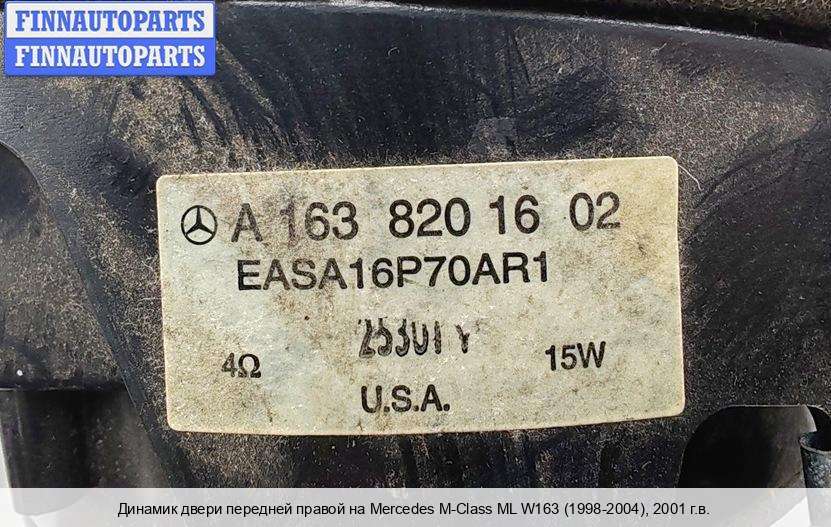 FINNAUTOPARTS
FINNAUTOPARTS
A 163 820 16 02
EASA16P70AR1
4Ω 15W
U.S.A.
Динамик двери передней правой на Mercedes M-Class ML W163 (1998-2004), 2001 г.в.